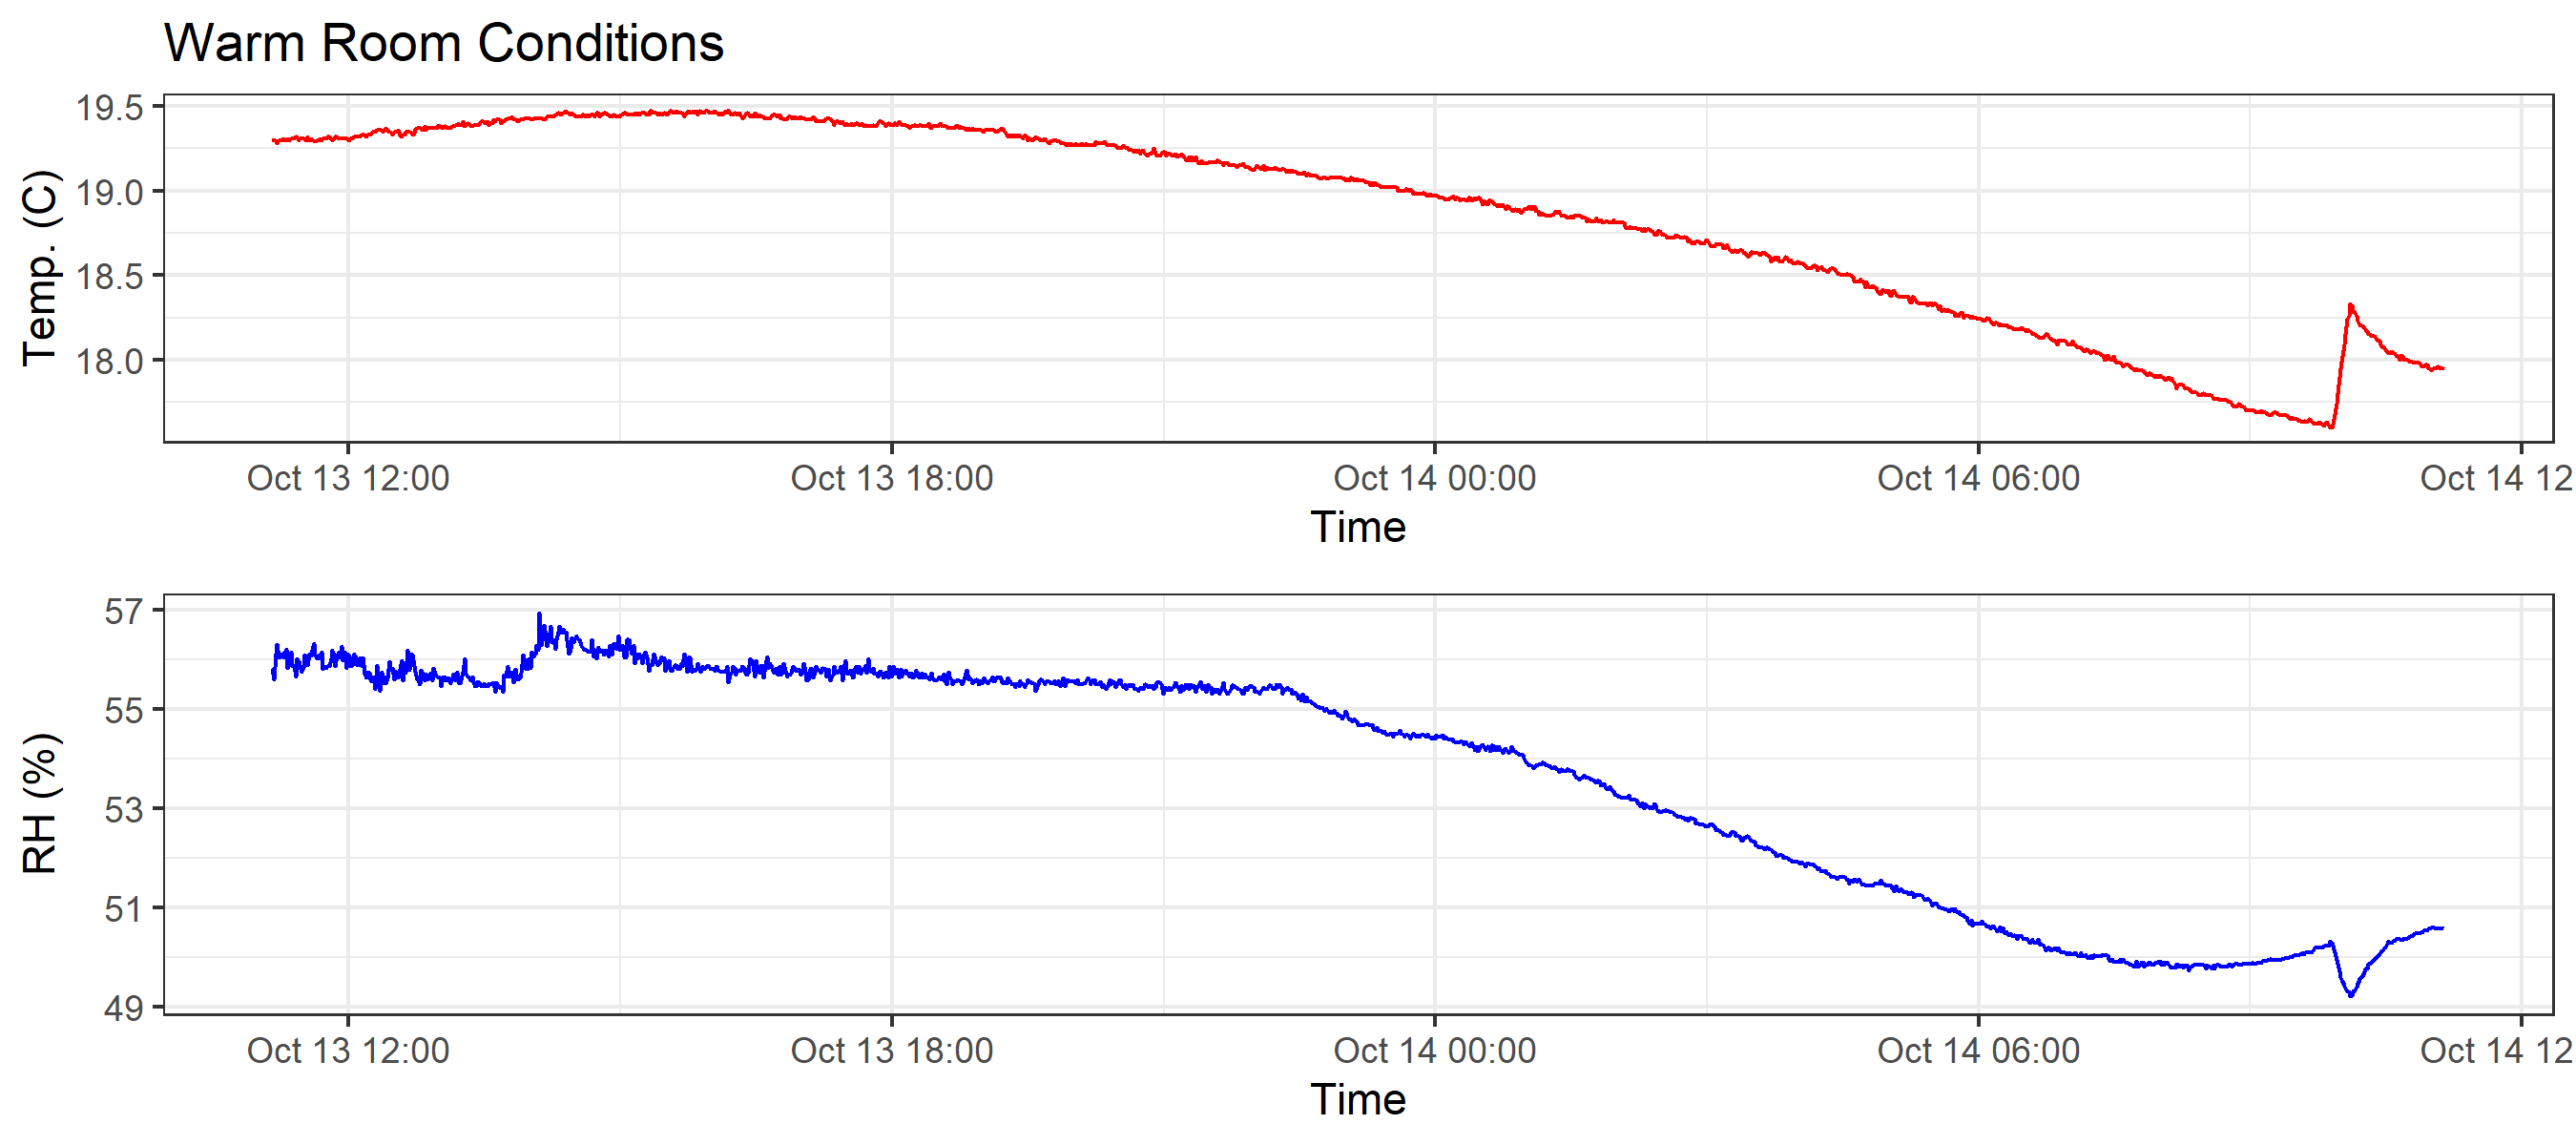 Warm Room Conditions
19.5
19.0
18.5
18.0
Temp. (C)
Oct 13 12:00 Oct 13 18:00 Oct 14 00:00 Oct 14 06:00 Oct 14 12
Time
57
55
53
51
49
RH (%)
Oct 13 12:00 Oct 13 18:00 Oct 14 00:00 Oct 14 06:00 Oct 14 12
Time